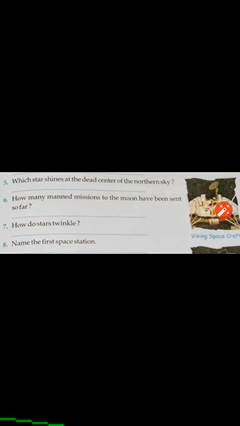 5. Which star shines at the dead center of the northern sky ?
6. How many manned missions to the moon have been sent
so far ?
7. How do stars twinkle ?
8. Name the first space station.
Viking Space Craft